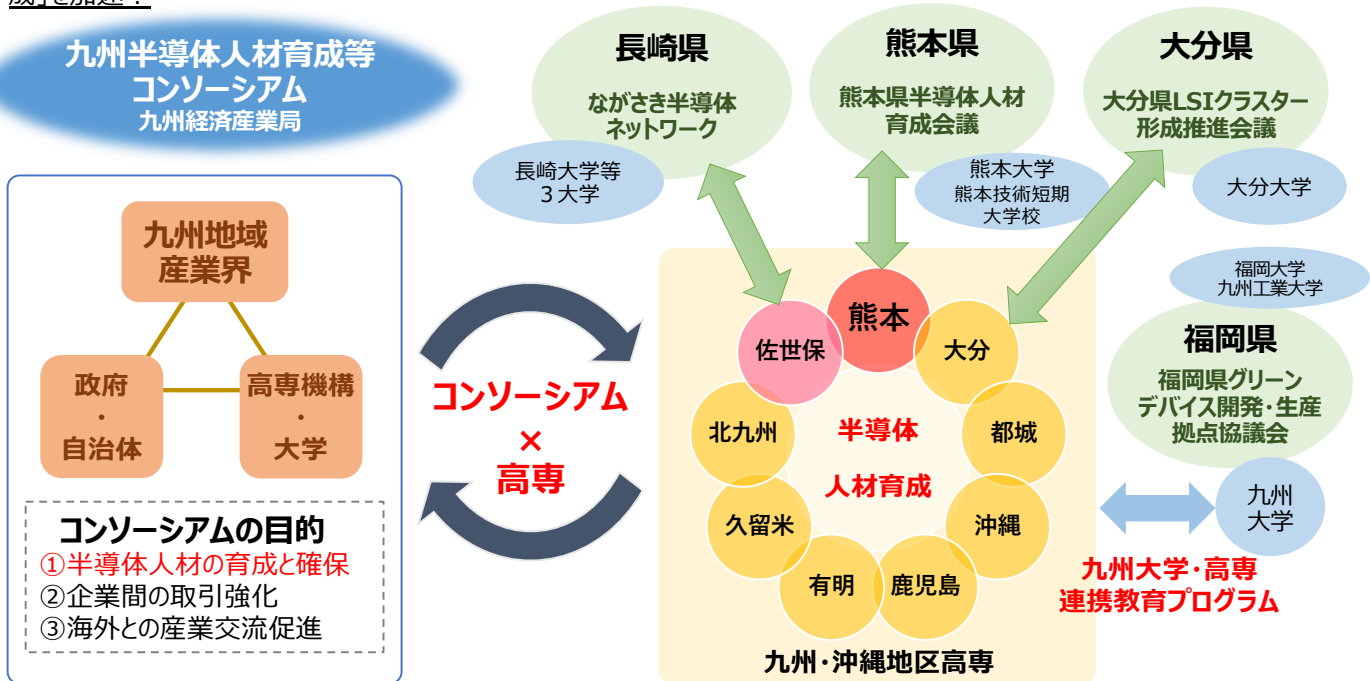 成」を加速！
九州半導体人材育成等
コンソーシアム
九州経済産業局
九州地域
産業界
政府
・
自治体
高専機構
・
大学
コンソーシアムの目的
①半導体人材の育成と確保
②企業間の取引強化
③海外との産業交流促進
コンソーシアム
×
高専
長崎県
ながさき半導体
ネットワーク
長崎大学等
３大学
熊本県
熊本県半導体人材
育成会議
熊本大学
熊本技術短期
大学校
大分県
大分県LSIクラスター
形成推進会議
大分大学
福岡大学
九州工業大学
福岡県
福岡県グリーン
デバイス開発・生産
拠点協議会
九州
大学
九州大学・高専
連携教育プログラム
熊本
佐世保
大分
北九州
都城
久留米
沖縄
有明
鹿児島
半導体
人材育成
九州・沖縄地区高専